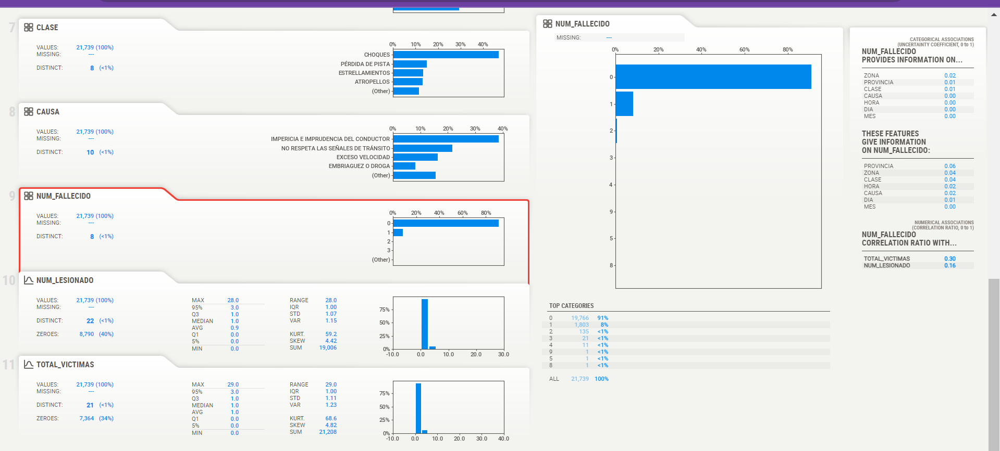 7
CLASE
VALUES: 21,739 (100%)
MISSING: ---
DISTINCT: 8 (<1%)
0% 10% 20% 30% 40%
CHOQUES
PÉRDIDA DE PISTA
ESTRELLAMIENTOS
ATROPELLOS
(Other)
8
CAUSA
VALUES: 21,739 (100%)
MISSING: ---
DISTINCT: 10 (<1%)
0% 10% 20% 30% 40%
IMPERICIA E IMPRUDENCIA DEL CONDUCTOR
NO RESPETA LAS SEÑALES DE TRÁNSITO
EXCESO VELOCIDAD
EMBRIAGUEZ O DROGA
(Other)
9
NUM_FALLECIDO
VALUES: 21,739 (100%)
MISSING: ---
DISTINCT: 8 (<1%)
0% 20% 40% 60% 80%
0
1
2
3
(Other)
10
NUM_LESIONADO
VALUES: 21,739 (100%)
MISSING: ---
DISTINCT: 22 (<1%)
ZEROES: 8,790 (40%)
MAX 28.0
95% 3.0
Q3 1.0
MEDIAN 1.0
AVG 0.9
Q1 0.0
5% 0.0
MIN 0.0
RANGE 28.0
IQR 1.00
STD 1.07
VAR 1.15
KURT. 59.2
SKEW 4.42
SUM 19,006
75%
50%
25%
0%
-10.0 0.0 10.0 20.0 30.0
11
TOTAL_VICTIMAS
VALUES: 21,739 (100%)
MISSING: ---
DISTINCT: 21 (<1%)
ZEROES: 7,364 (34%)
MAX 29.0
95% 3.0
Q3 1.0
MEDIAN 1.0
AVG 1.0
Q1 0.0
5% 0.0
MIN 0.0
RANGE 29.0
IQR 1.00
STD 1.11
VAR 1.23
KURT. 68.6
SKEW 4.82
SUM 21,208
75%
50%
25%
0%
-10.0 0.0 10.0 20.0 30.0 40.0
NUM_FALLECIDO
MISSING: ---
0% 20% 40% 60% 80%
0
1
2
3
4
9
5
8
TOP CATEGORIES
0 19,766 91%
1 1,803 8%
2 135 <1%
3 21 <1%
4 11 <1%
9 1 <1%
5 1 <1%
8 1 <1%
ALL 21,739 100%
CATEGORICAL ASSOCIATIONS
(UNCERTAINTY COEFFICIENT, 0 to 1)
NUM_FALLECIDO
PROVIDES INFORMATION ON...
ZONA 0.02
PROVINCIA 0.01
CLASE 0.01
CAUSA 0.00
HORA 0.00
DIA 0.00
MES 0.00
THESE FEATURES
GIVE INFORMATION
ON NUM_FALLECIDO:
PROVINCIA 0.06
ZONA 0.04
CLASE 0.04
HORA 0.02
CAUSA 0.02
DIA 0.01
MES 0.00
NUMERICAL ASSOCIATIONS
(CORRELATION RATIO, 0 to 1)
NUM_FALLECIDO
CORRELATION RATIO WITH...
TOTAL_VICTIMAS 0.30
NUM_LESIONADO 0.16